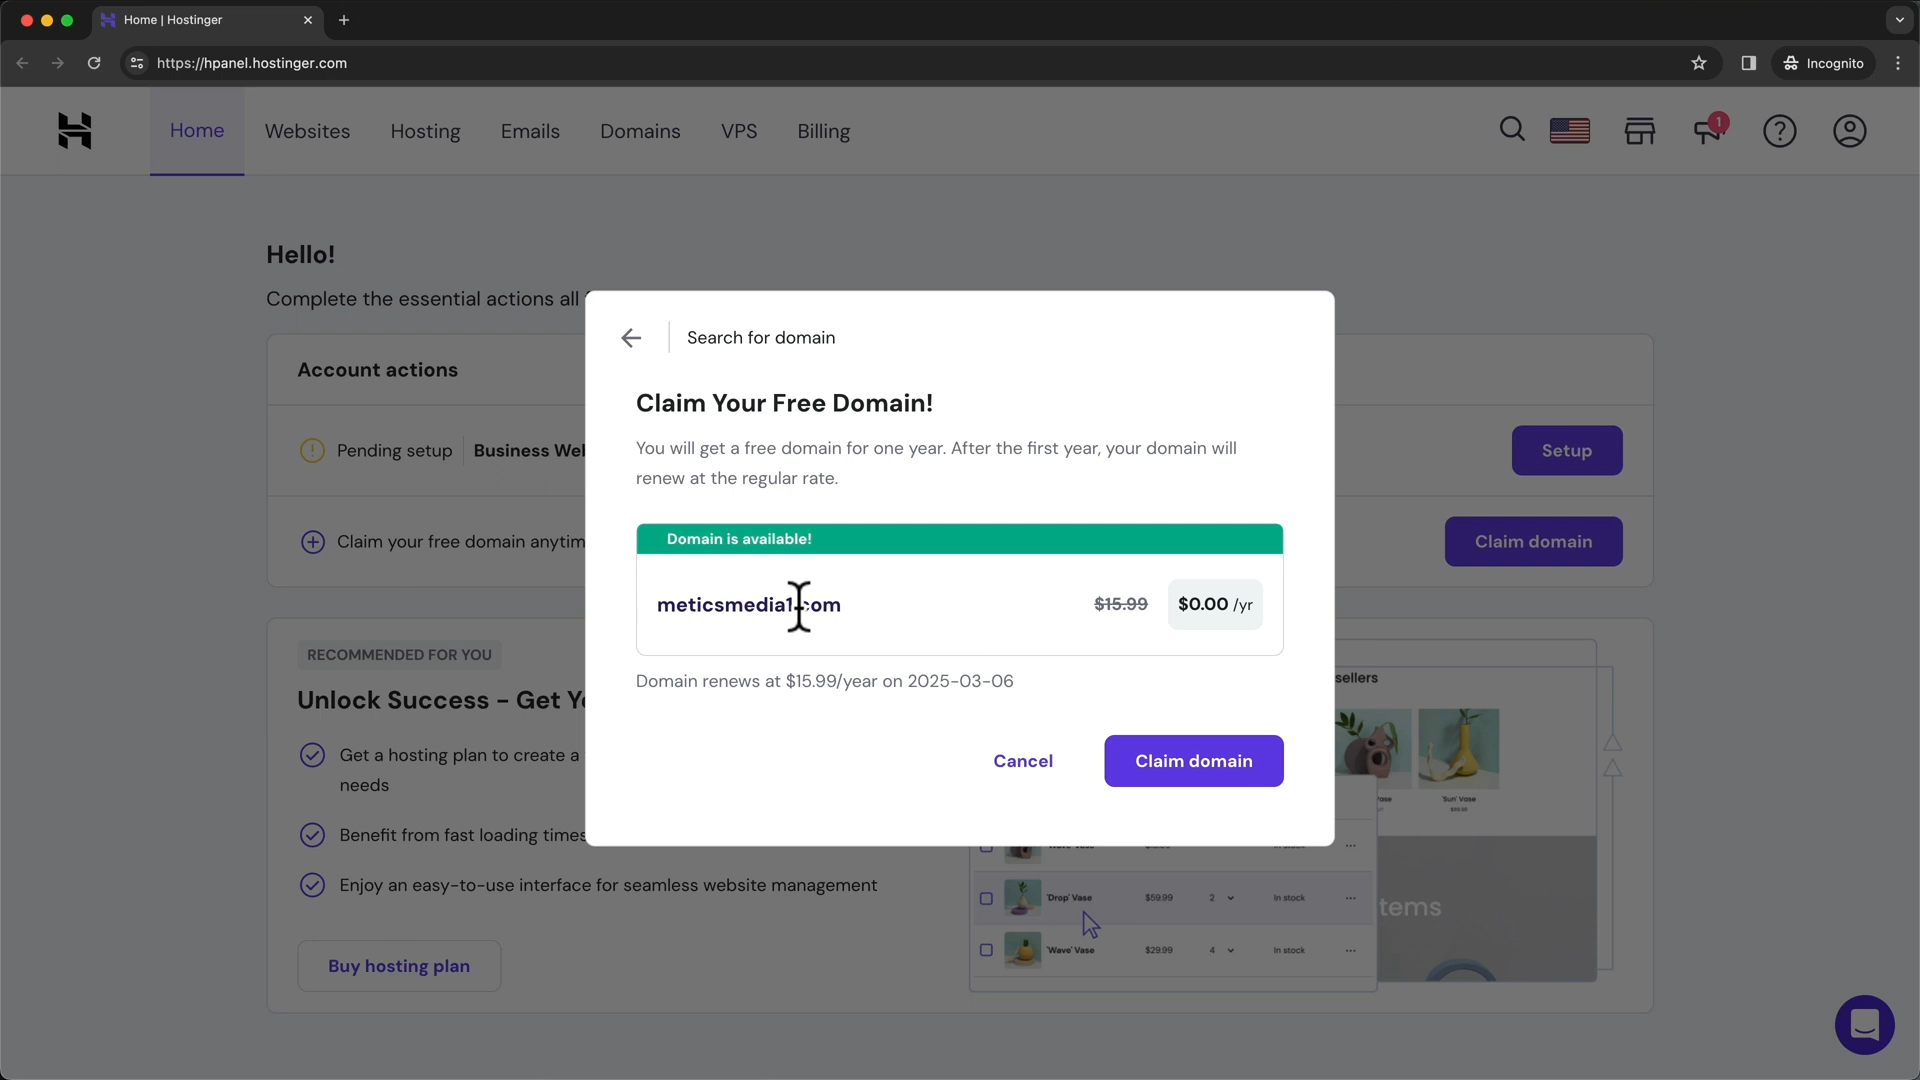 Home | Hostinger
https://hpanel.hostinger.com
Incognito
Home
Websites
Hosting
Emails
Domains
VPS
Billing
1
Hello!
Complete the essential actions all
Account actions
Pending setup
Business Wel
Setup
Claim your free domain anytim
Claim domain
Search for domain
Claim Your Free Domain!
You will get a free domain for one year. After the first year, your domain will
renew at the regular rate.
Domain is available!
meticsmedia1.com
$15.99
$0.00 /yr
Domain renews at $15.99/year on 2025-03-06
Cancel
Claim domain
RECOMMENDED FOR YOU
Unlock Success - Get Yo
Get a hosting plan to create a
needs
Benefit from fast loading times
Enjoy an easy-to-use interface for seamless website management
Buy hosting plan
sellers
'Sun' Vase
'Drop' Vase
$59.99
2
In stock
'Wave' Vase
$29.99
4
In stock
tems